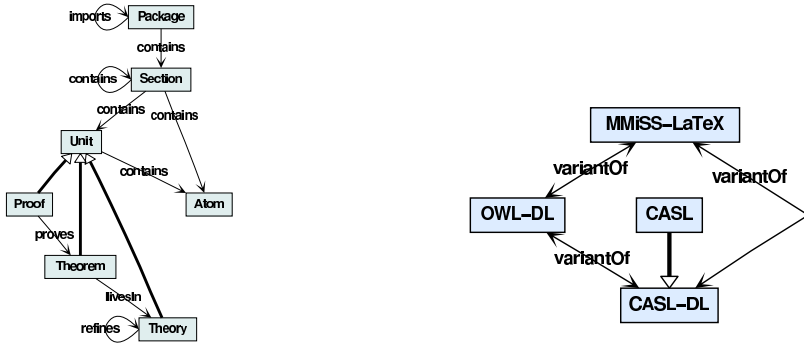 imports
Package
contains
contains
Section
contains
contains
Unit
contains
Proof
Atom
proves
Theorem
livesIn
refines
Theory
MMiSS-LaTeX
variantOf
variantOf
OWL-DL
CASL
variantOf
CASL-DL